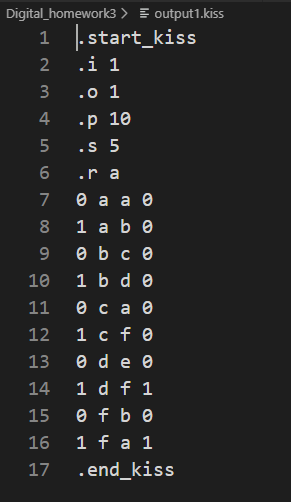 Digital_homework3 > output1.kiss
1 .start_kiss
2 .i 1
3 .o 1
4 .p 10
5 .s 5
6 .r a
7 0 a a 0
8 1 a b 0
9 0 b c 0
10 1 b d 0
11 0 c a 0
12 1 c f 0
13 0 d e 0
14 1 d f 1
15 0 f b 0
16 1 f a 1
17 .end_kiss